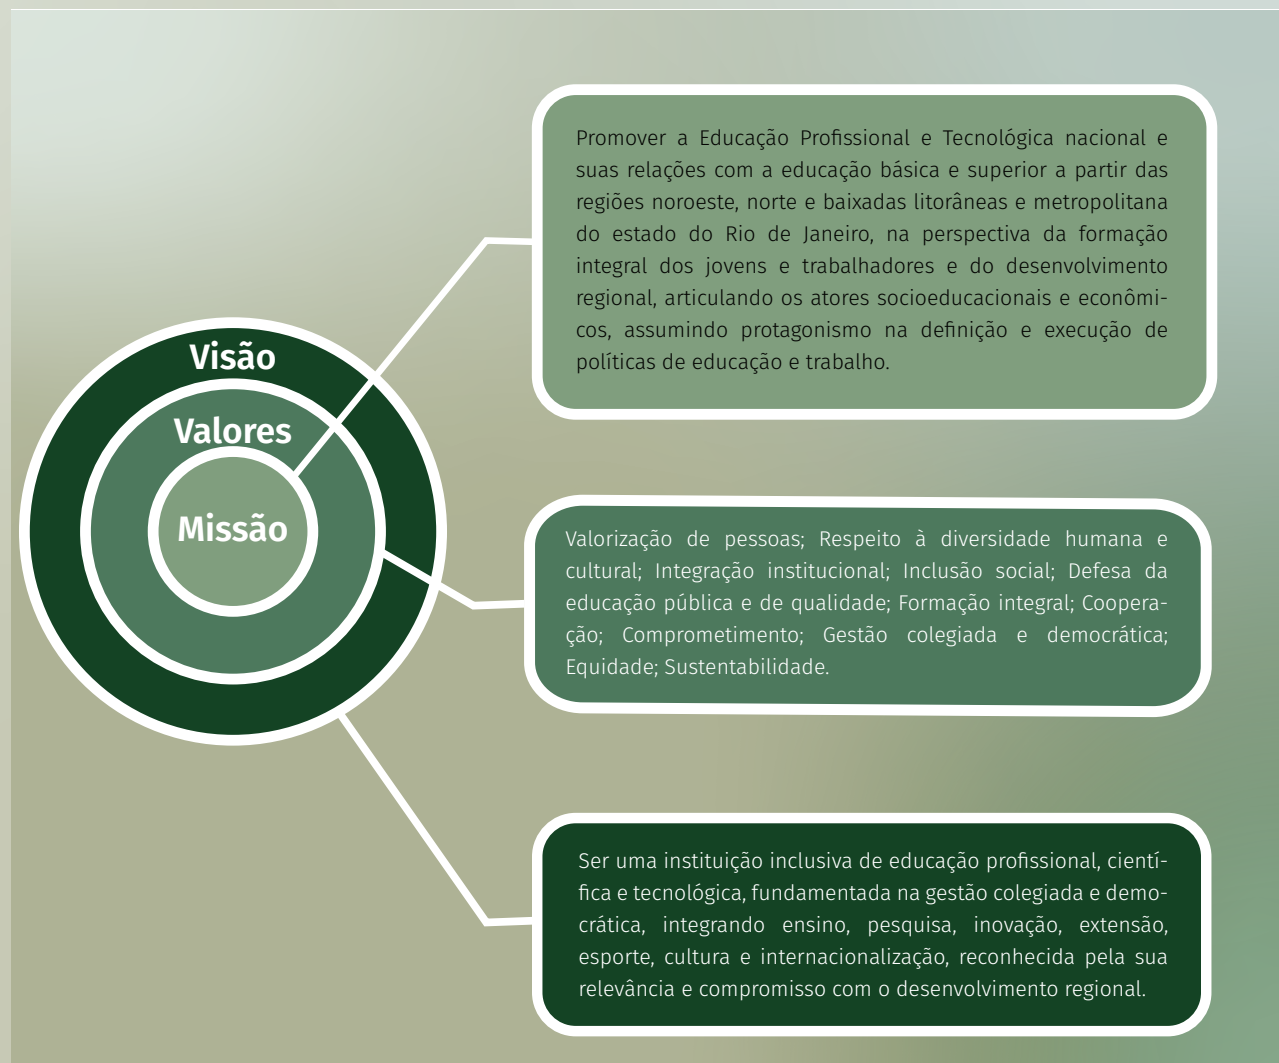 Visão
Valores
Missão
Promover a Educação Profissional e Tecnológica nacional e
suas relações com a educação básica e superior a partir das
regiões noroeste, norte e baixadas litorâneas e metropolitana
do estado do Rio de Janeiro, na perspectiva da formação
integral dos jovens e trabalhadores e do desenvolvimento
regional, articulando os atores socioeducacionais e econômi-
cos, assumindo protagonismo na definição e execução de
políticas de educação e trabalho.
Valorização de pessoas; Respeito à diversidade humana e
cultural; Integração institucional; Inclusão social; Defesa da
educação pública e de qualidade; Formação integral; Coopera-
ção; Comprometimento; Gestão colegiada e democrática;
Equidade; Sustentabilidade.
Ser uma instituição inclusiva de educação profissional, cientí-
fica e tecnológica, fundamentada na gestão colegiada e demo-
crática, integrando ensino, pesquisa, inovação, extensão,
esporte, cultura e internacionalização, reconhecida pela sua
relevância e compromisso com o desenvolvimento regional.